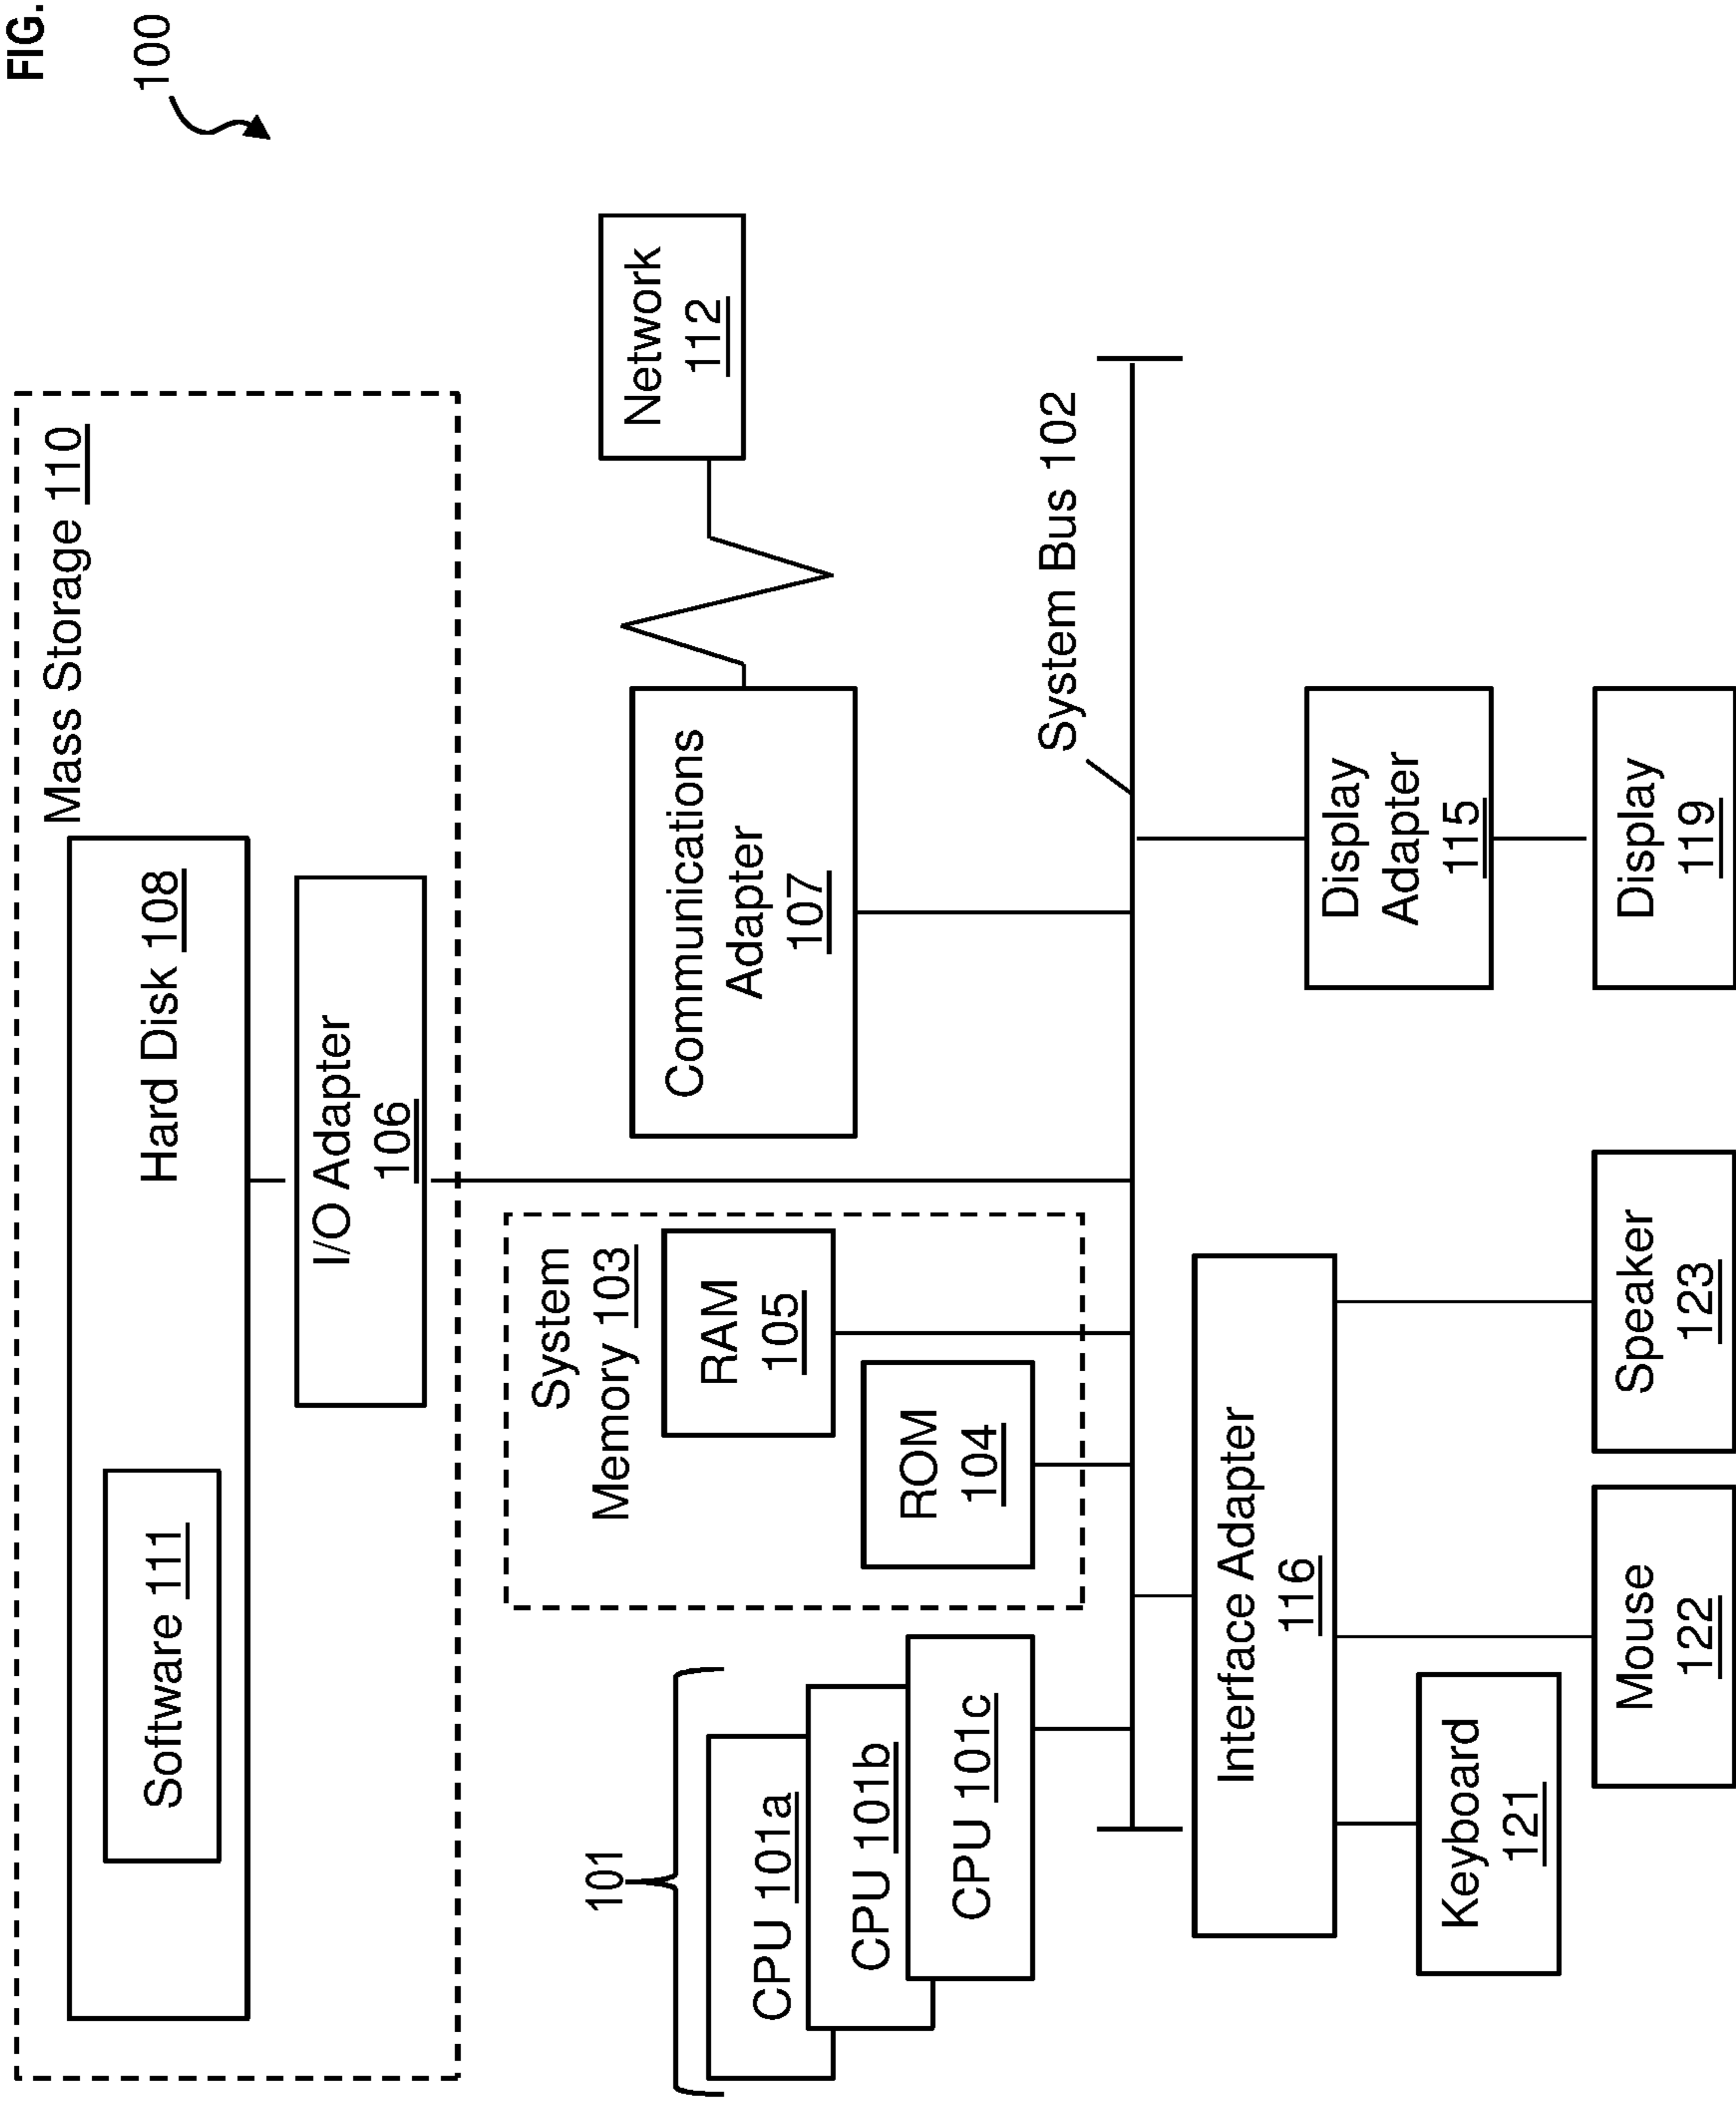 FIG.
100
Mass Storage 110
Hard Disk 108
Software 111
I/O Adapter
106
Network
112
Communications
Adapter
107
System
Memory 103
RAM
105
ROM
104
101
CPU 101a
CPU 101b
CPU 101c
System Bus 102
Interface Adapter
116
Display
Adapter
115
Keyboard
121
Mouse
122
Speaker
123
Display
119